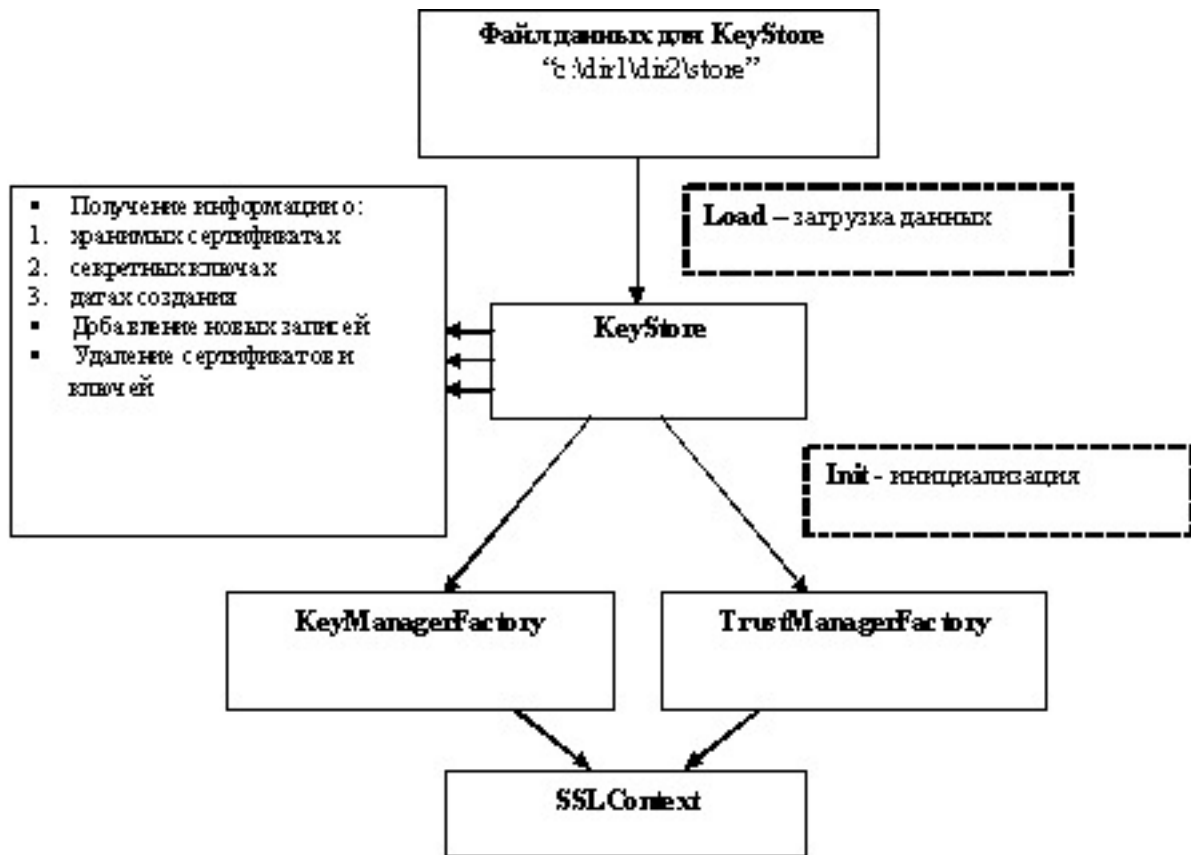 Файл данных для KeyStore
“c:\dir1\dir2\store”
▪ Получение информации о:
1. хранимых сертификатах
2. секретных ключах
3. датах создания
▪ Добавление новых записей
▪ Удаление сертификатов и
ключей
Load – загрузка данных
KeyStore
Init - инициализация
KeyManagerFactory
TrustManagerFactory
SSLContext